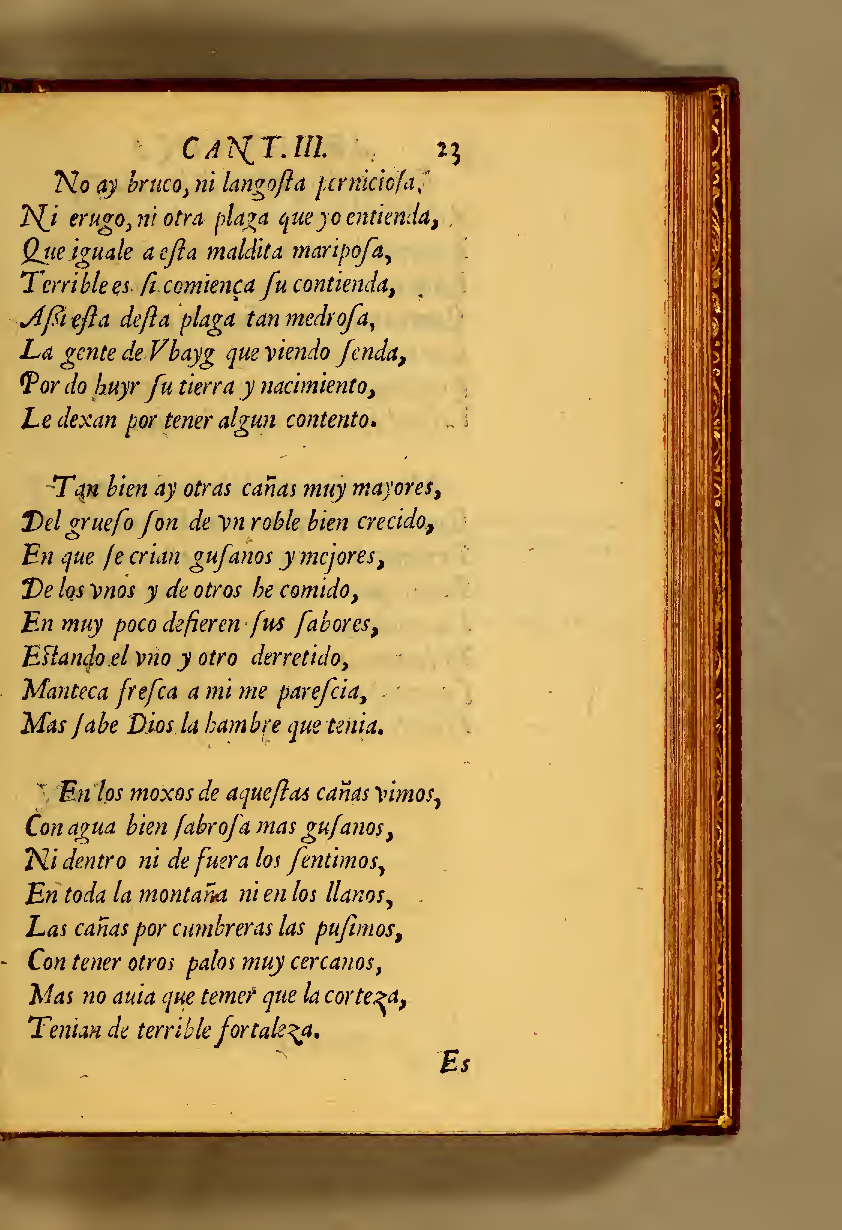 CANT. III. 23
No ay bruco, ni langoſta pernicioſa,
Ni erugo, ni otra plaga que yo entienda,
Que iguale a eſta maldita maripoſa,
Terrible es ſi comiença ſu contienda,
Aſsi eſta deſta plaga tan medroſa,
La gente de Vbayg que viendo ſenda,
Por do huyr ſu tierra y nacimiento,
Le dexan por tener algun contento.
Tan bien ay otras cañas muy mayores,
Del grueſo ſon de vn roble bien crecido,
En que ſe crian guſanos y mejores,
De los vnos y de otros he comido,
En muy poco defieren ſus ſabores,
Eſtando el vno y otro derretido,
Manteca freſca a mi me pareſcia,
Mas ſabe Dios la hambre que tenia.
En los moxos de aqueſtas cañas vimos,
Con agua bien ſabroſa mas guſanos,
Ni dentro ni de fuera los ſentimos,
En toda la montaña ni en los llanos,
Las cañas por cumbreras las puſimos,
Con tener otros palos muy cercanos,
Mas no auia que temer que la corteza,
Tenian de terrible fortaleza.
Es